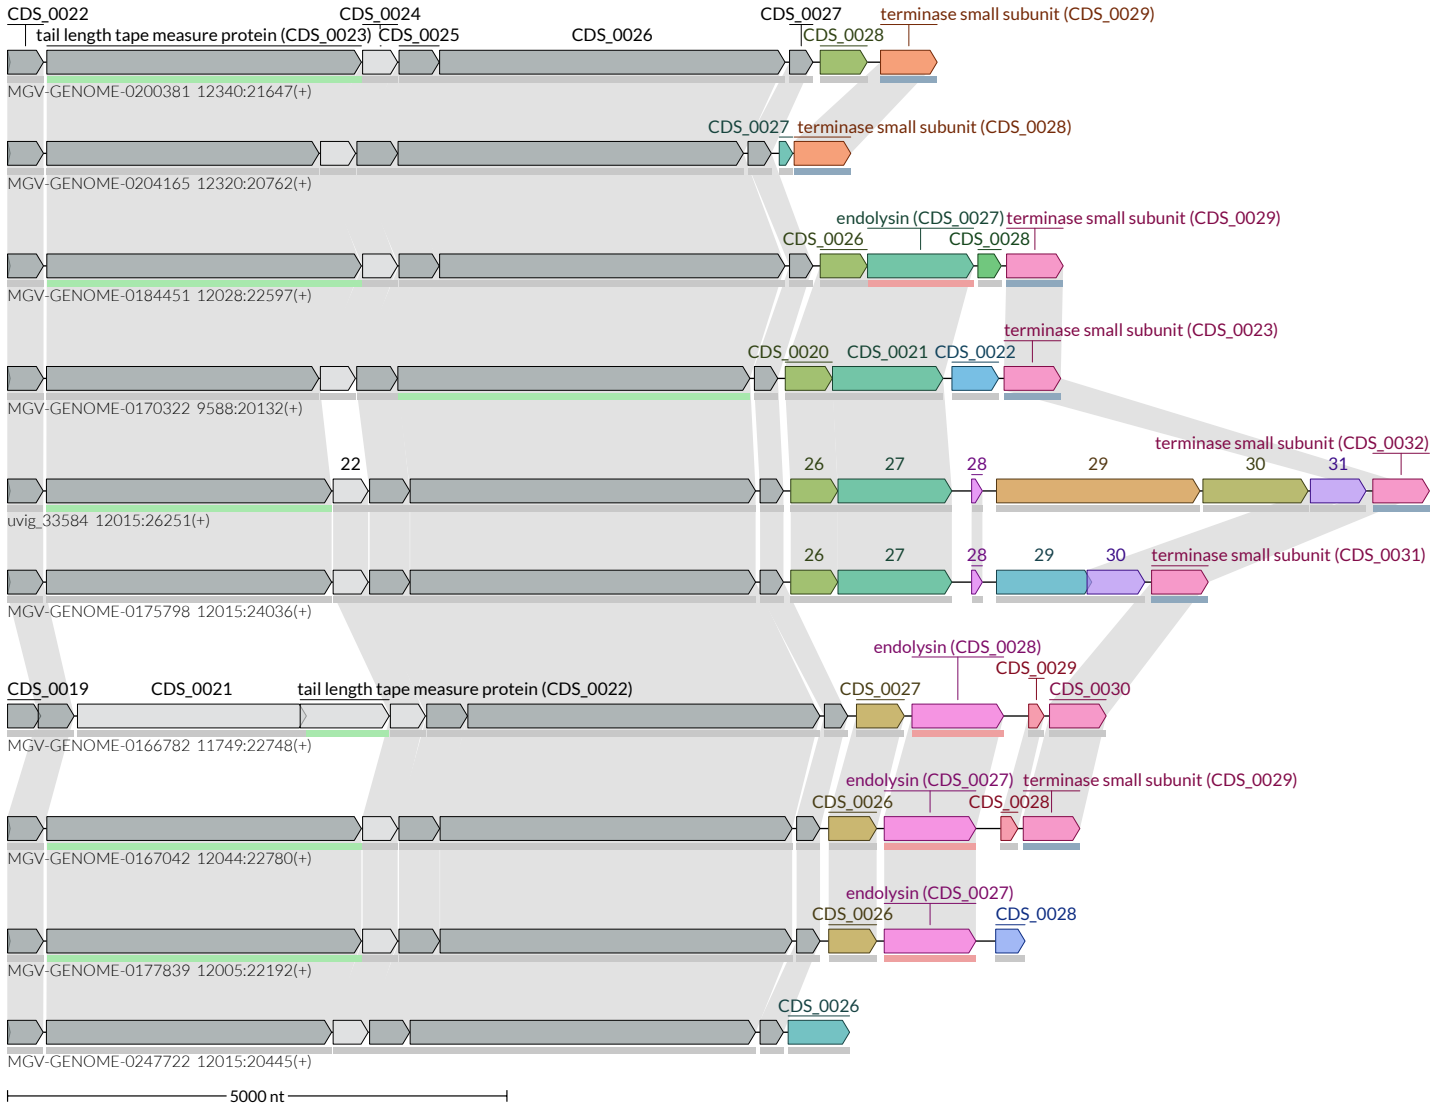 CDS_0022 CDS_0024 CDS_0027 terminase small subunit (CDS_0029)
tail length tape measure protein (CDS_0023) CDS_0025 CDS_0026 CDS_0028
MGV-GENOME-0200381 12340:21647(+)
CDS_0027 terminase small subunit (CDS_0028)
MGV-GENOME-0204165 12320:20762(+)
endolysin (CDS_0027) terminase small subunit (CDS_0029)
CDS_0026 CDS_0028
MGV-GENOME-0184451 12028:22597(+)
terminase small subunit (CDS_0023)
CDS_0020 CDS_0021 CDS_0022
MGV-GENOME-0170322 9588:20132(+)
terminase small subunit (CDS_0032)
22 26 27 28 29 30 31
uvig_33584 12015:26251(+)
26 27 28 29 30 terminase small subunit (CDS_0031)
MGV-GENOME-0175798 12015:24036(+)
endolysin (CDS_0028)
CDS_0029
CDS_0019 CDS_0021 tail length tape measure protein (CDS_0022) CDS_0027 CDS_0030
MGV-GENOME-0166782 11749:22748(+)
endolysin (CDS_0027) terminase small subunit (CDS_0029)
CDS_0026 CDS_0028
MGV-GENOME-0167042 12044:22780(+)
endolysin (CDS_0027)
CDS_0026 CDS_0028
MGV-GENOME-0177839 12005:22192(+)
CDS_0026
MGV-GENOME-0247722 12015:20445(+)
5000 nt